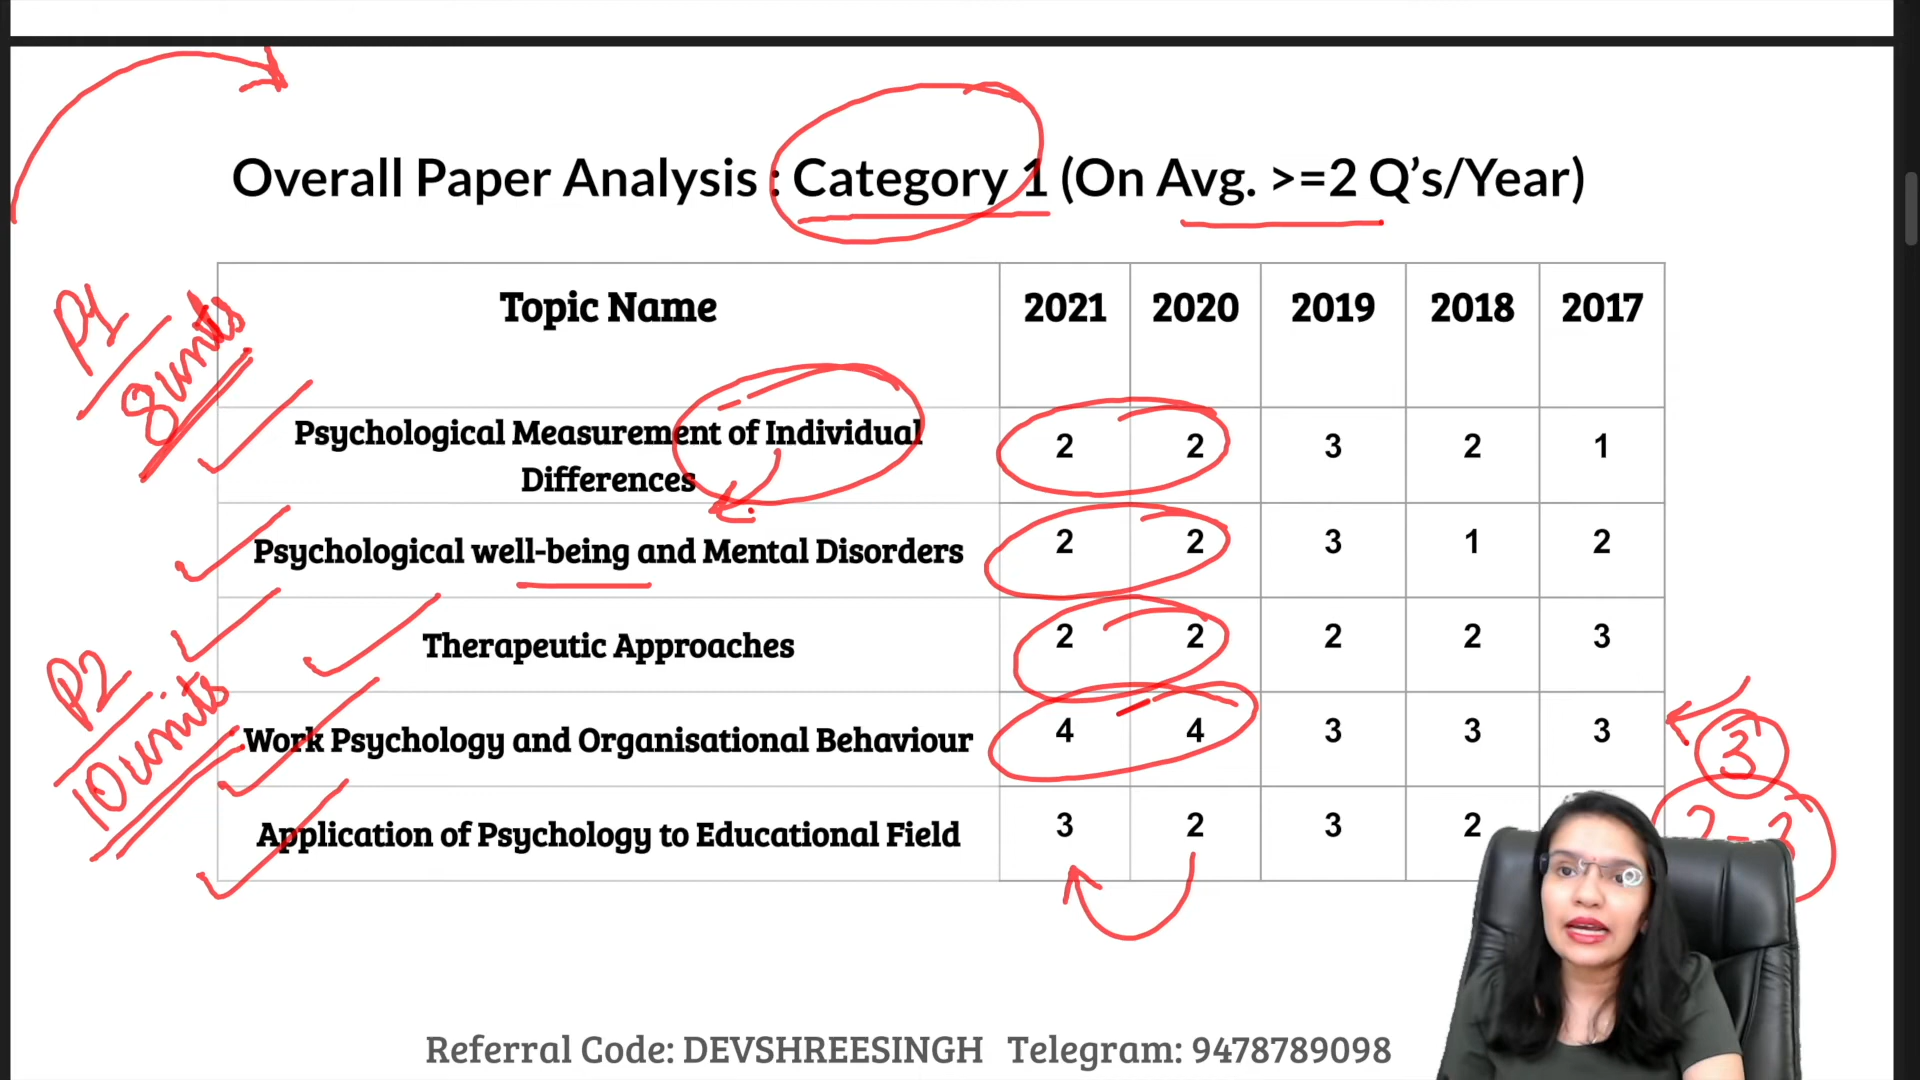 Overall Paper Analysis : Category 1 (On Avg. >=2 Q's/Year)
Topic Name 2021 2020 2019 2018 2017
P1
8 units
Psychological Measurement of Individual
Differences 2 2 3 2 1
Psychological well-being and Mental Disorders 2 2 3 1 2
Therapeutic Approaches 2 2 2 2 3
P2
10 units
Work Psychology and Organisational Behaviour 4 4 3 3 3
3
Application of Psychology to Educational Field 3 2 3 2
2-3
Referral Code: DEVSHREESINGH Telegram: 9478789098